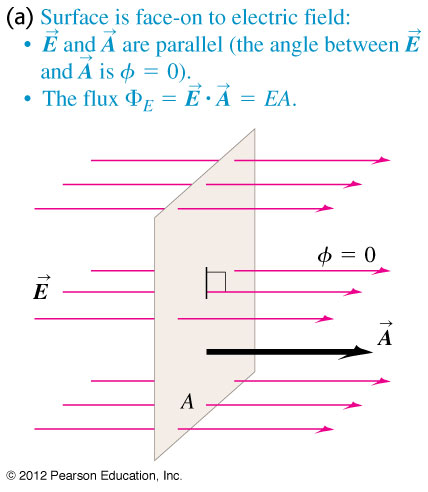 (a) Surface is face-on to electric field:
• E⃗ and A⃗ are parallel (the angle between E⃗
and A⃗ is ϕ = 0).
• The flux Φ_E = E⃗ · A⃗ = EA.
ϕ = 0
E⃗
A⃗
A
© 2012 Pearson Education, Inc.